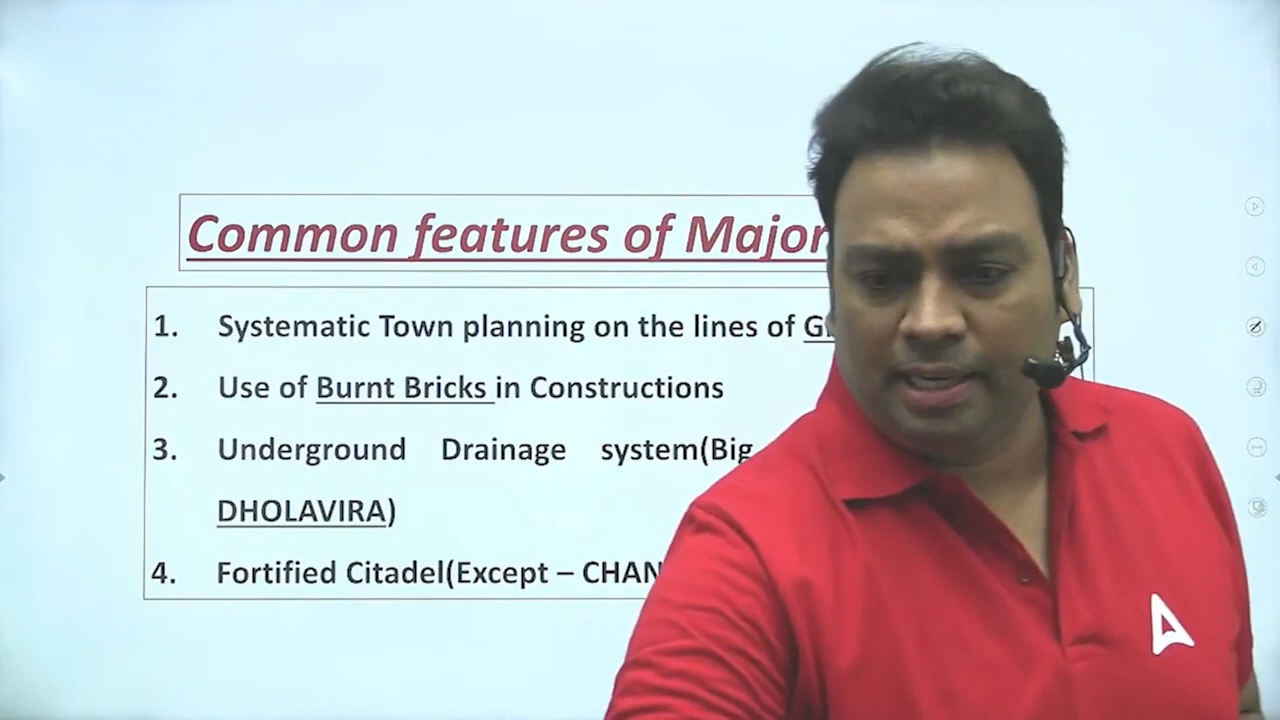 Common features of Major
1. Systematic Town planning on the lines of
2. Use of Burnt Bricks in Constructions
3. Underground Drainage system(Big
DHOLAVIRA)
4. Fortified Citadel(Except –